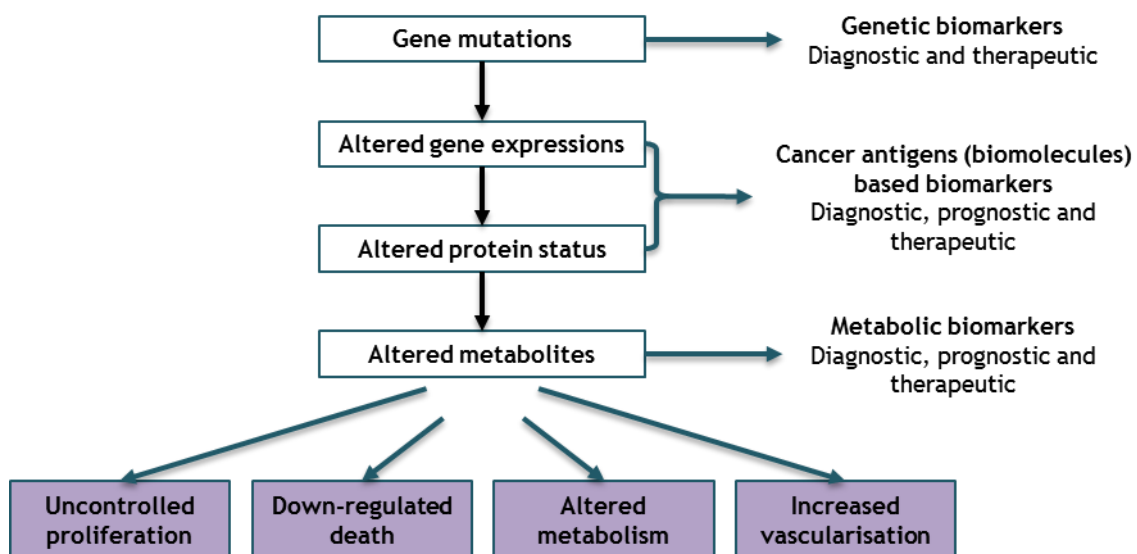 Gene mutations
Genetic biomarkers
Diagnostic and therapeutic
Altered gene expressions
Cancer antigens (biomolecules)
based biomarkers
Diagnostic, prognostic and
therapeutic
Altered protein status
Altered metabolites
Metabolic biomarkers
Diagnostic, prognostic and
therapeutic
Uncontrolled
proliferation
Down-regulated
death
Altered
metabolism
Increased
vascularisation